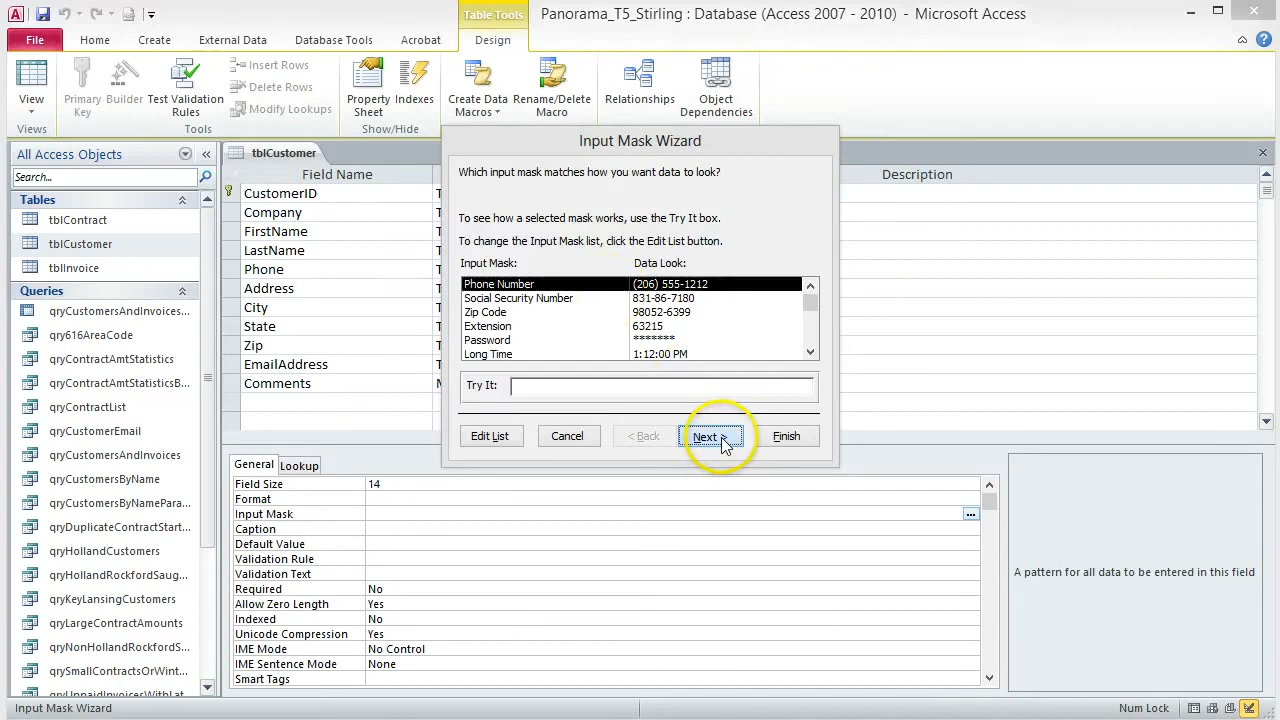 Table Tools
Panorama_T5_Stirling : Database (Access 2007 - 2010) - Microsoft Access
File
Home
Create
External Data
Database Tools
Acrobat
Design
View
Primary Key
Builder
Test Validation Rules
Insert Rows
Delete Rows
Modify Lookups
Property Sheet
Indexes
Create Data Macros
Rename/Delete Macro
Relationships
Object Dependencies
Views
Tools
Show/Hide
All Access Objects
Search...
Tables
tblContract
tblCustomer
tblInvoice
Queries
qryCustomersAndInvoices...
qry616AreaCode
qryContractAmtStatistics
qryContractAmtStatisticsB...
qryContractList
qryCustomerEmail
qryCustomersAndInvoices
qryCustomersByName
qryCustomersByNamePara...
qryDuplicateContractStart...
qryHollandCustomers
qryHollandRockfordSaug...
qryKeyLansingCustomers
qryLargeContractAmounts
qryNonHollandRockfordS...
qrySmallContractsOrWint...
qryUnpaidInvoicesWithLat...
tblCustomer
Field Name
Description
CustomerID
Company
FirstName
LastName
Phone
Address
City
State
Zip
EmailAddress
Comments
Input Mask Wizard
Which input mask matches how you want data to look?
To see how a selected mask works, use the Try It box.
To change the Input Mask list, click the Edit List button.
Input Mask: Data Look:
Phone Number (206) 555-1212
Social Security Number 831-86-7180
Zip Code 98052-6399
Extension 63215
Password *******
Long Time 1:12:00 PM
Try It:
Edit List
Cancel
< Back
Next >
Finish
General
Lookup
Field Size 14
Format
Input Mask ...
Caption
Default Value
Validation Rule
Validation Text
Required No
Allow Zero Length Yes
Indexed No
Unicode Compression Yes
IME Mode No Control
IME Sentence Mode None
Smart Tags
A pattern for all data to be entered in this field
Input Mask Wizard
Num Lock